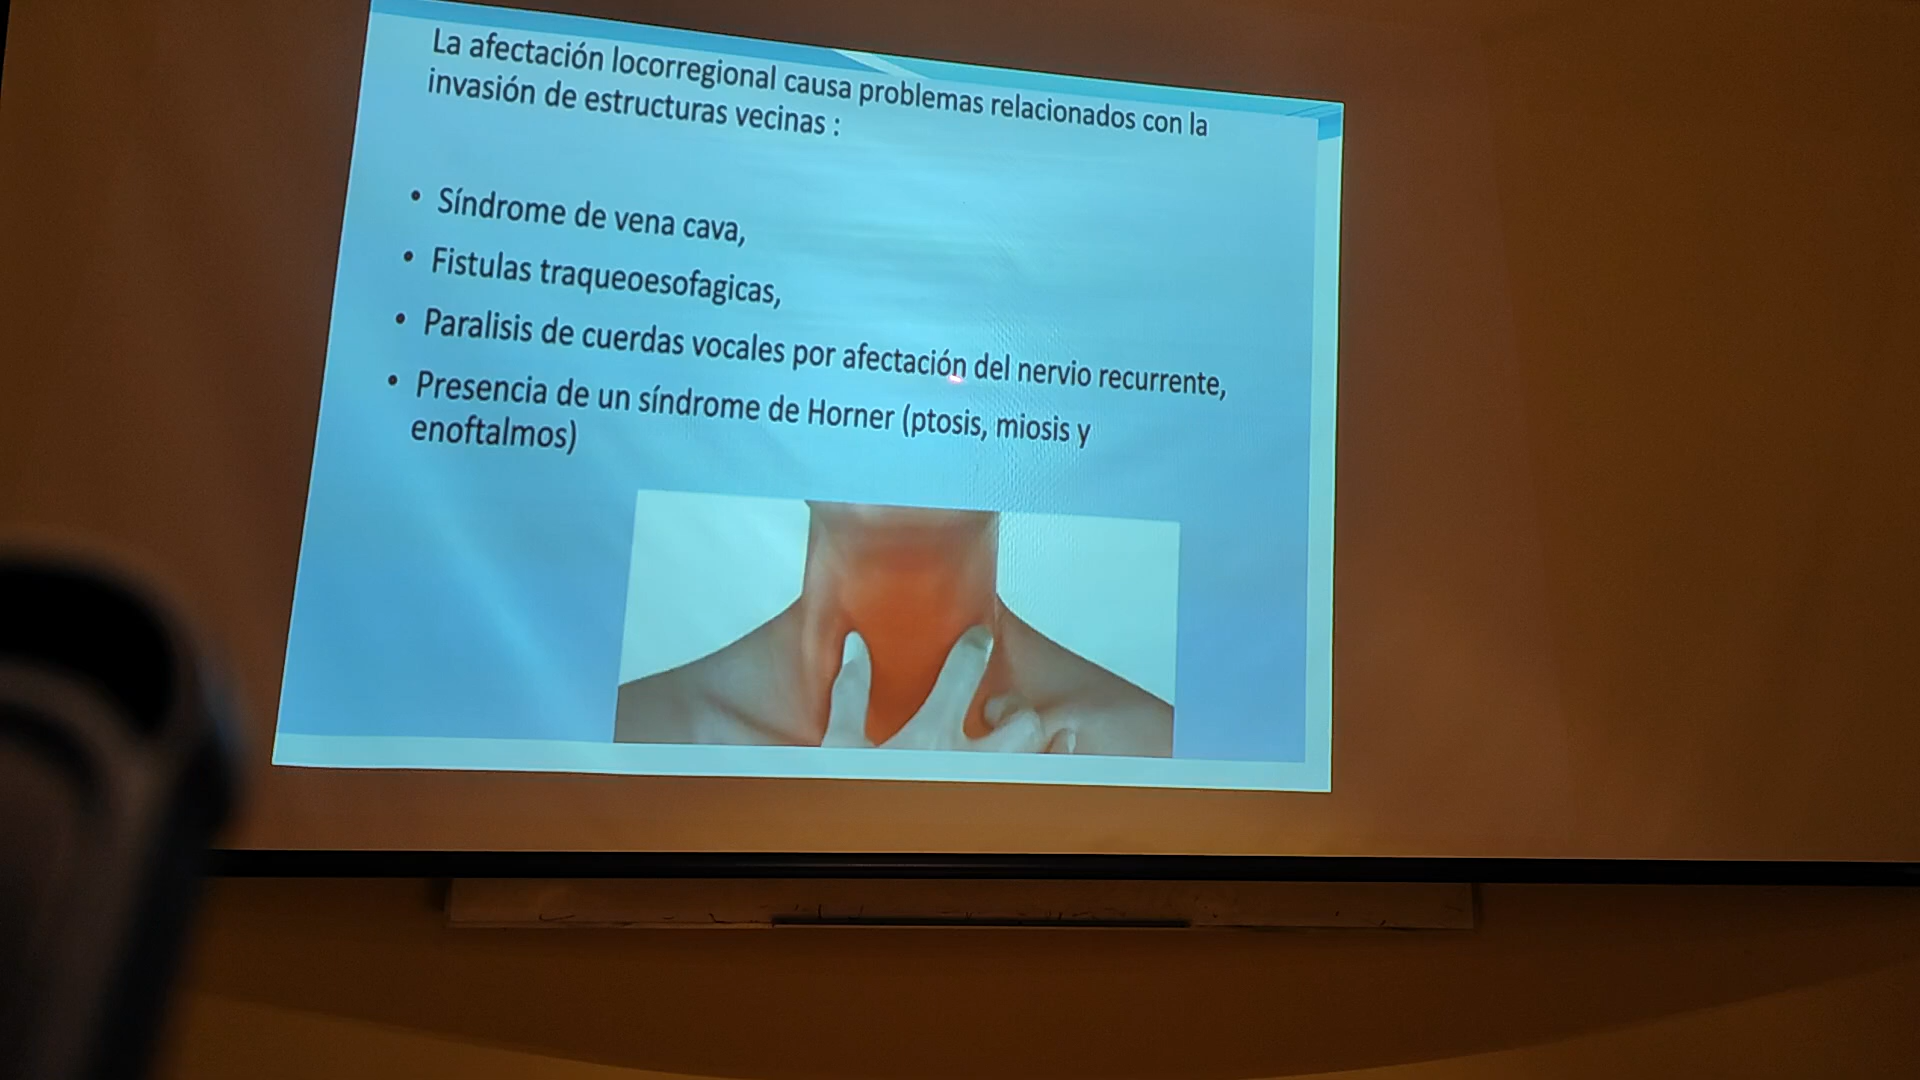 La afectación locorregional causa problemas relacionados con la
invasión de estructuras vecinas :
• Síndrome de vena cava,
• Fistulas traqueoesofagicas,
• Paralisis de cuerdas vocales por afectación del nervio recurrente,
• Presencia de un síndrome de Horner (ptosis, miosis y
enoftalmos)